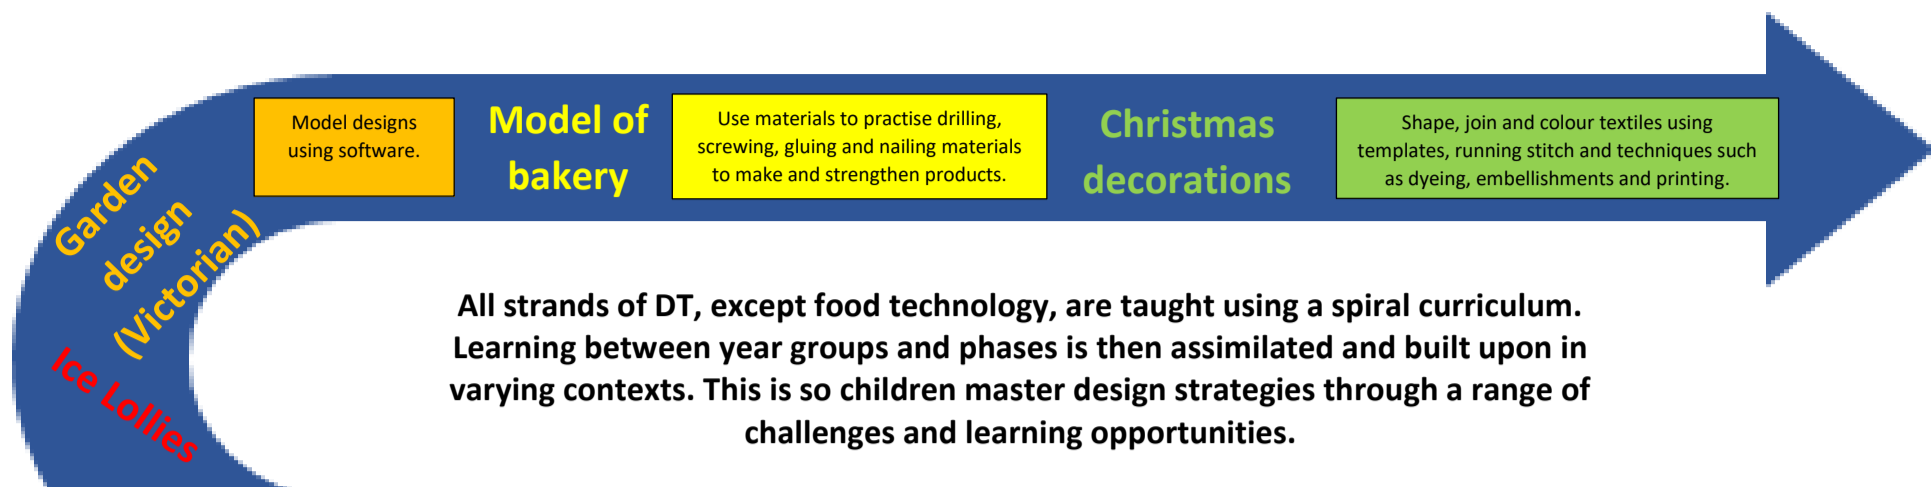 Ice Lollies
Garden
design
(Victorian)
Model designs
using software.
Model of
bakery
Use materials to practise drilling,
screwing, gluing and nailing materials
to make and strengthen products.
Christmas
decorations
Shape, join and colour textiles using
templates, running stitch and techniques such
as dyeing, embellishments and printing.
All strands of DT, except food technology, are taught using a spiral curriculum.
Learning between year groups and phases is then assimilated and built upon in
varying contexts. This is so children master design strategies through a range of
challenges and learning opportunities.